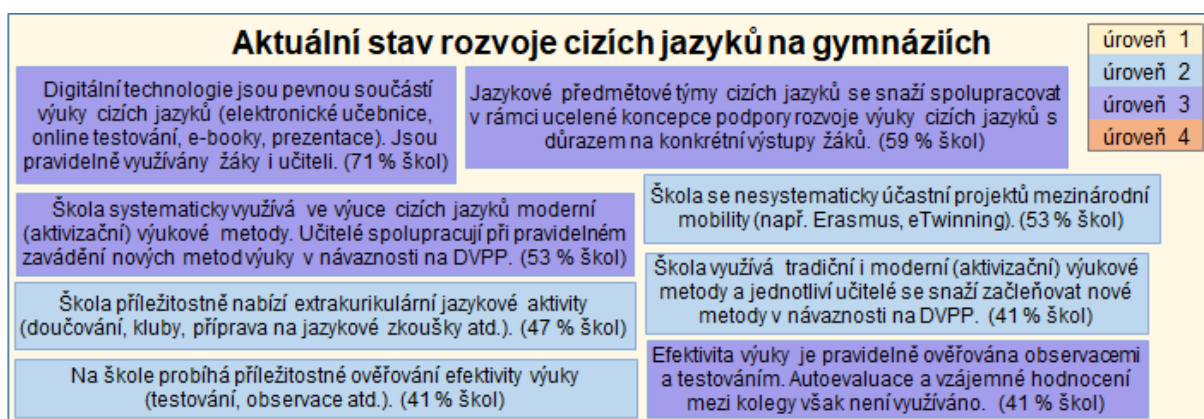 Aktuální stav rozvoje cizích jazyků na gymnáziích
úroveň 1
úroveň 2
úroveň 3
úroveň 4
Digitální technologie jsou pevnou součástí
výuky cizích jazyků (elektronické učebnice,
online testování, e-booky, prezentace). Jsou
pravidelně využívány žáky i učiteli. (71 % škol)
Jazykové předmětové týmy cizích jazyků se snaží spolupracovat
v rámci ucelené koncepce podpory rozvoje výuky cizích jazyků s
důrazem na konkrétní výstupy žáků. (59 % škol)
Škola systematicky využívá ve výuce cizích jazyků moderní
(aktivizační) výukové metody. Učitelé spolupracují při pravidelném
zavádění nových metod výuky v návaznosti na DVPP. (53 % škol)
Škola se nesystematicky účastní projektů mezinárodní
mobility (např. Erasmus, eTwinning). (53 % škol)
Škola příležitostně nabízí extrakurikulární jazykové aktivity
(doučování, kluby, příprava na jazykové zkoušky atd.). (47 % škol)
Škola využívá tradiční i moderní (aktivizační) výukové
metody a jednotliví učitelé se snaží začleňovat nové
metody v návaznosti na DVPP. (41 % škol)
Na škole probíhá příležitostné ověřování efektivity výuky
(testování, observace atd.). (41 % škol)
Efektivita výuky je pravidelně ověřována observacemi
a testováním. Autoevaluace a vzájemné hodnocení
mezi kolegy však není využíváno. (41 % škol)